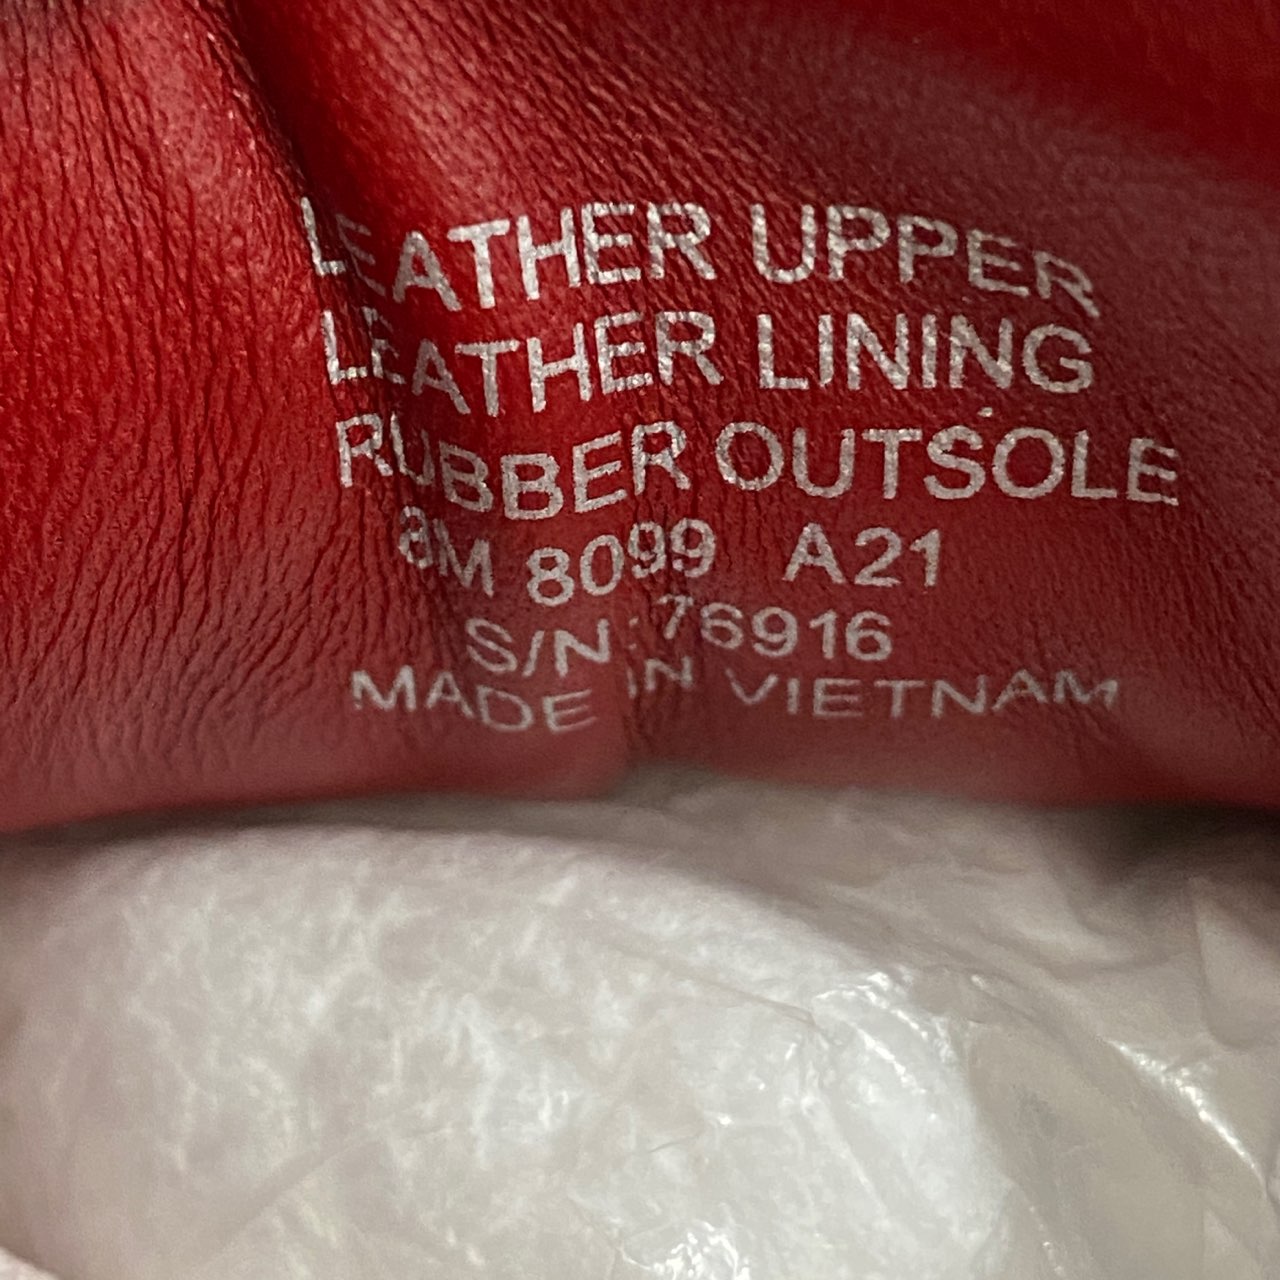 LEATHER UPPER
LEATHER LINING
RUBBER OUTSOLE
8M 8099 A21
S/N: 76916
MADE IN VIETNAM